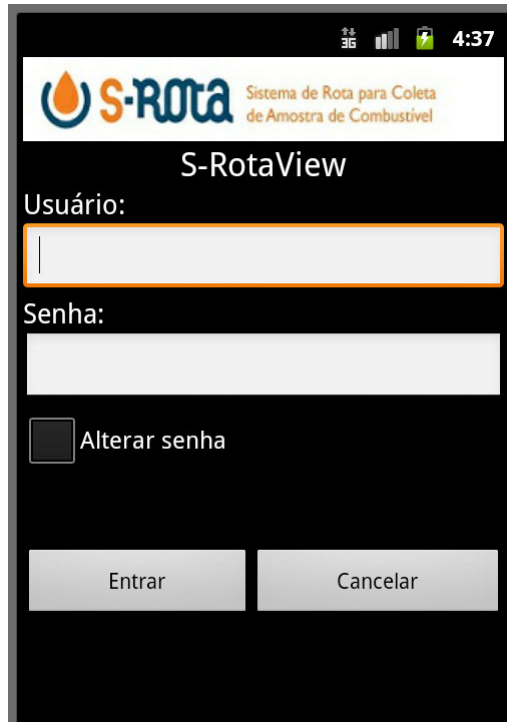 3G 4:37
S-ROTA Sistema de Rota para Coleta
de Amostra de Combustível
S-RotaView
Usuário:
Senha:
Alterar senha
Entrar Cancelar